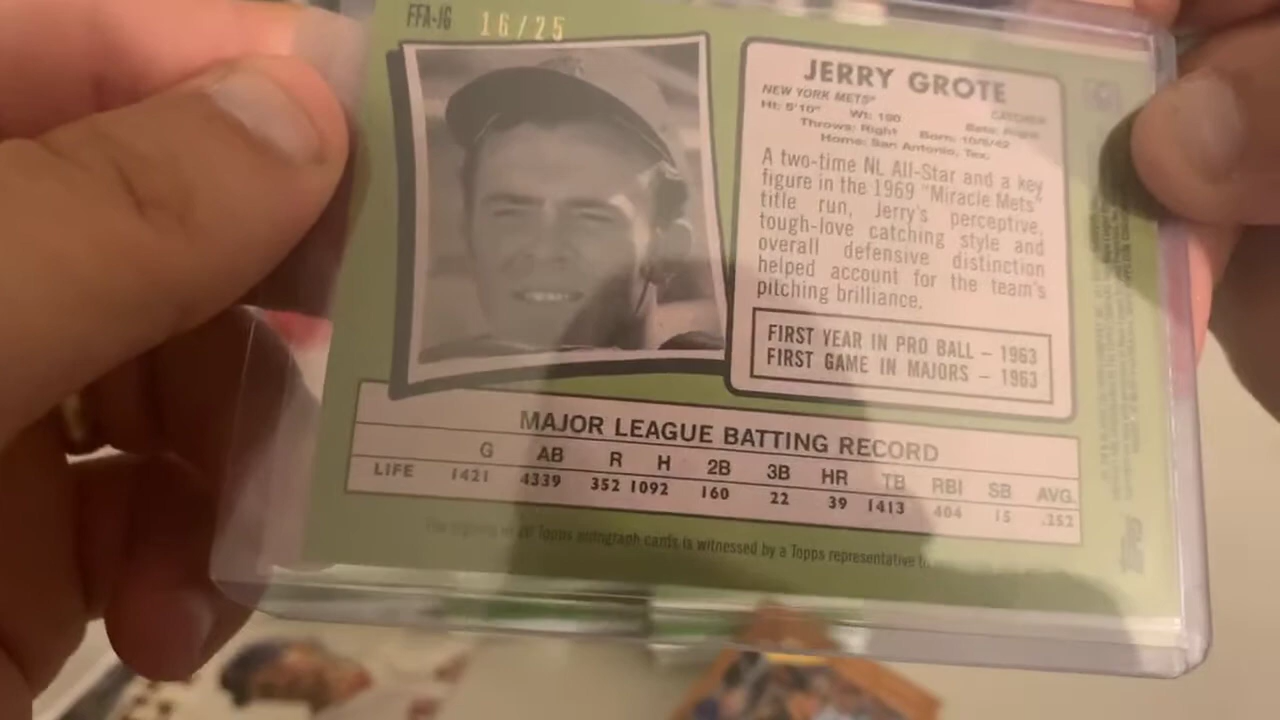 FFA-JG 16/25
JERRY GROTE
NEW YORK METS® CATCHER
Ht: 5'10" Wt: 190 Bats: Right
Throws: Right Born: 10/6/42
Home: San Antonio, Tex.
A two-time NL All-Star and a key
figure in the 1969 "Miracle Mets"
title run, Jerry's perceptive,
tough-love catching style and
overall defensive distinction
helped account for the team's
pitching brilliance.
FIRST YEAR IN PRO BALL – 1963
FIRST GAME IN MAJORS – 1963
MAJOR LEAGUE BATTING RECORD
G AB R H 2B 3B HR TB RBI SB AVG.
LIFE 1421 4339 352 1092 160 22 39 1413 404 15 .252
The signing of all Topps autograph cards is witnessed by a Topps representative